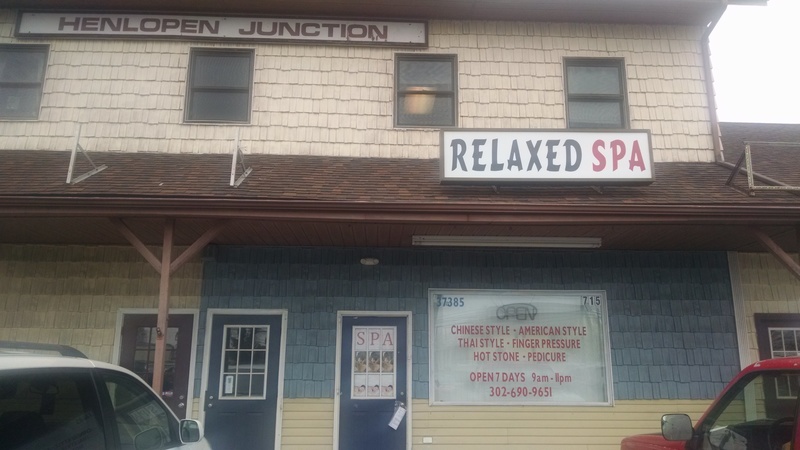 HENLOPEN JUNCTION
RELAXED SPA
37385
715
OPEN
SPA
CHINESE STYLE - AMERICAN STYLE
THAI STYLE - FINGER PRESSURE
HOT STONE - PEDICURE
OPEN 7 DAYS 9am-11pm
302-690-9651